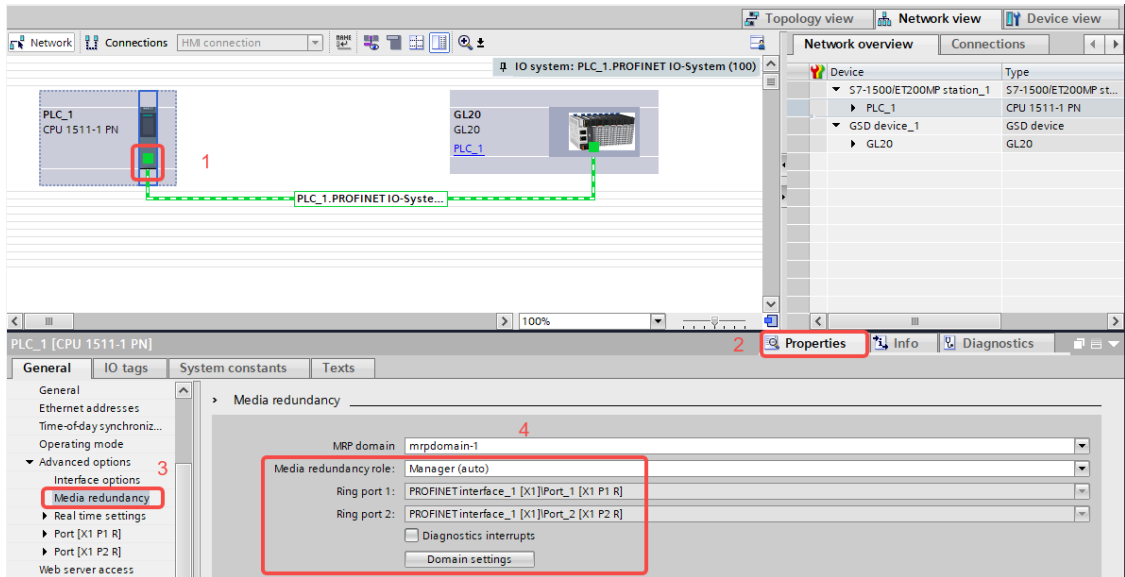 Topology view Network view Device view
Network Connections HMI connection
Network overview Connections
IO system: PLC_1.PROFINET IO-System (100)
Device Type
S7-1500/ET200MP station_1 S7-1500/ET200MP st...
PLC_1 CPU 1511-1 PN
GSD device_1 GSD device
GL20 GL20
PLC_1
CPU 1511-1 PN
1
GL20
GL20
PLC_1
PLC_1.PROFINET IO-Syste...
100%
PLC_1 [CPU 1511-1 PN]
2 Properties Info Diagnostics
General IO tags System constants Texts
General
Ethernet addresses
Time-of-day synchroniz...
Operating mode
Advanced options
3
Interface options
Media redundancy
Real time settings
Port [X1 P1 R]
Port [X1 P2 R]
Web server access
Media redundancy
4
MRP domain mrpdomain-1
Media redundancy role: Manager (auto)
Ring port 1: PROFINET interface_1 [X1]\Port_1 [X1 P1 R]
Ring port 2: PROFINET interface_1 [X1]\Port_2 [X1 P2 R]
Diagnostics interrupts
Domain settings